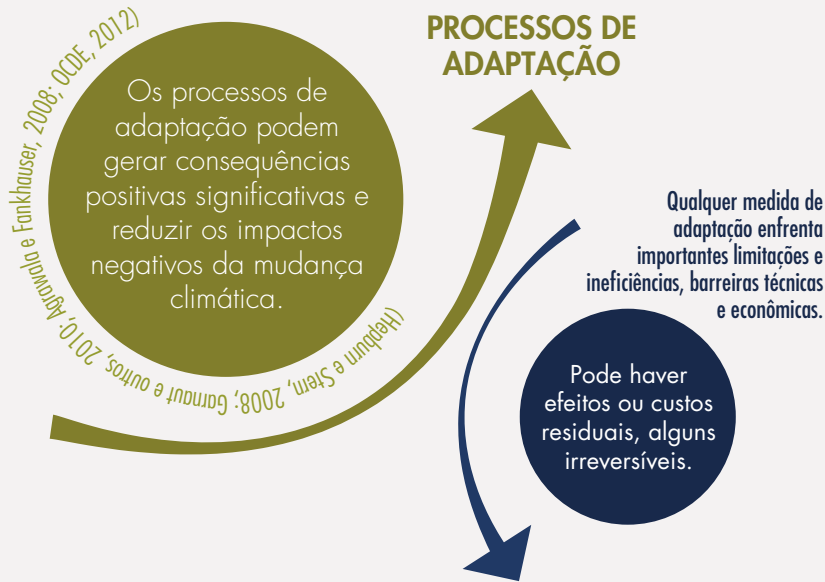 PROCESSOS DE
ADAPTAÇÃO
Os processos de
adaptação podem
gerar consequências
positivas significativas e
reduzir os impactos
negativos da mudança
climática.
(Hepburn e Stern, 2008; Garnaut e outros, 2010; Agrawala e Fankhauser, 2008; OCDE, 2012)
Qualquer medida de
adaptação enfrenta
importantes limitações e
ineficiências, barreiras técnicas
e econômicas.
Pode haver
efeitos ou custos
residuais, alguns
irreversíveis.